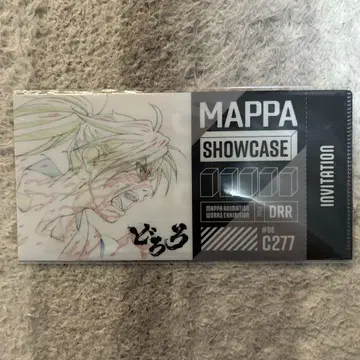 MAPPA
SHOWCASE
MAPPA ANIMATION
WORKS EXHIBITION
DRR
#06
C277
INVITATION
どろろ